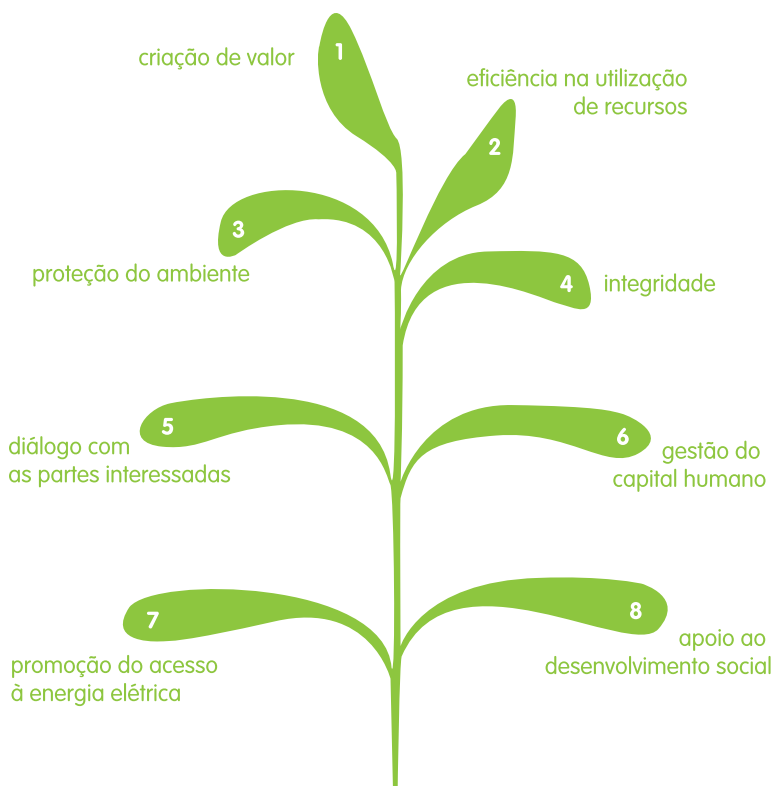 1
criação de valor
eficiência na utilização
de recursos
2
3
proteção do ambiente
4
integridade
5
diálogo com
as partes interessadas
6
gestão do
capital humano
7
promoção do acesso
à energia elétrica
8
apoio ao
desenvolvimento social